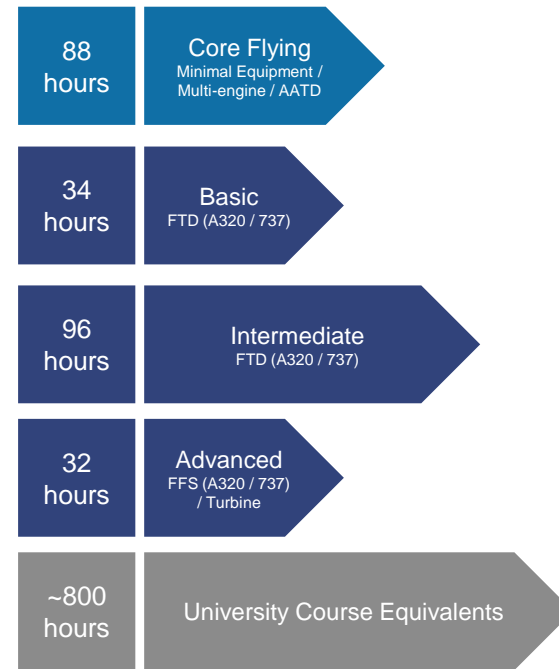 88
hours
Core Flying
Minimal Equipment /
Multi-engine / AATD
34
hours
Basic
FTD (A320 / 737)
96
hours
Intermediate
FTD (A320 / 737)
32
hours
Advanced
FFS (A320 / 737)
/ Turbine
~800
hours
University Course Equivalents